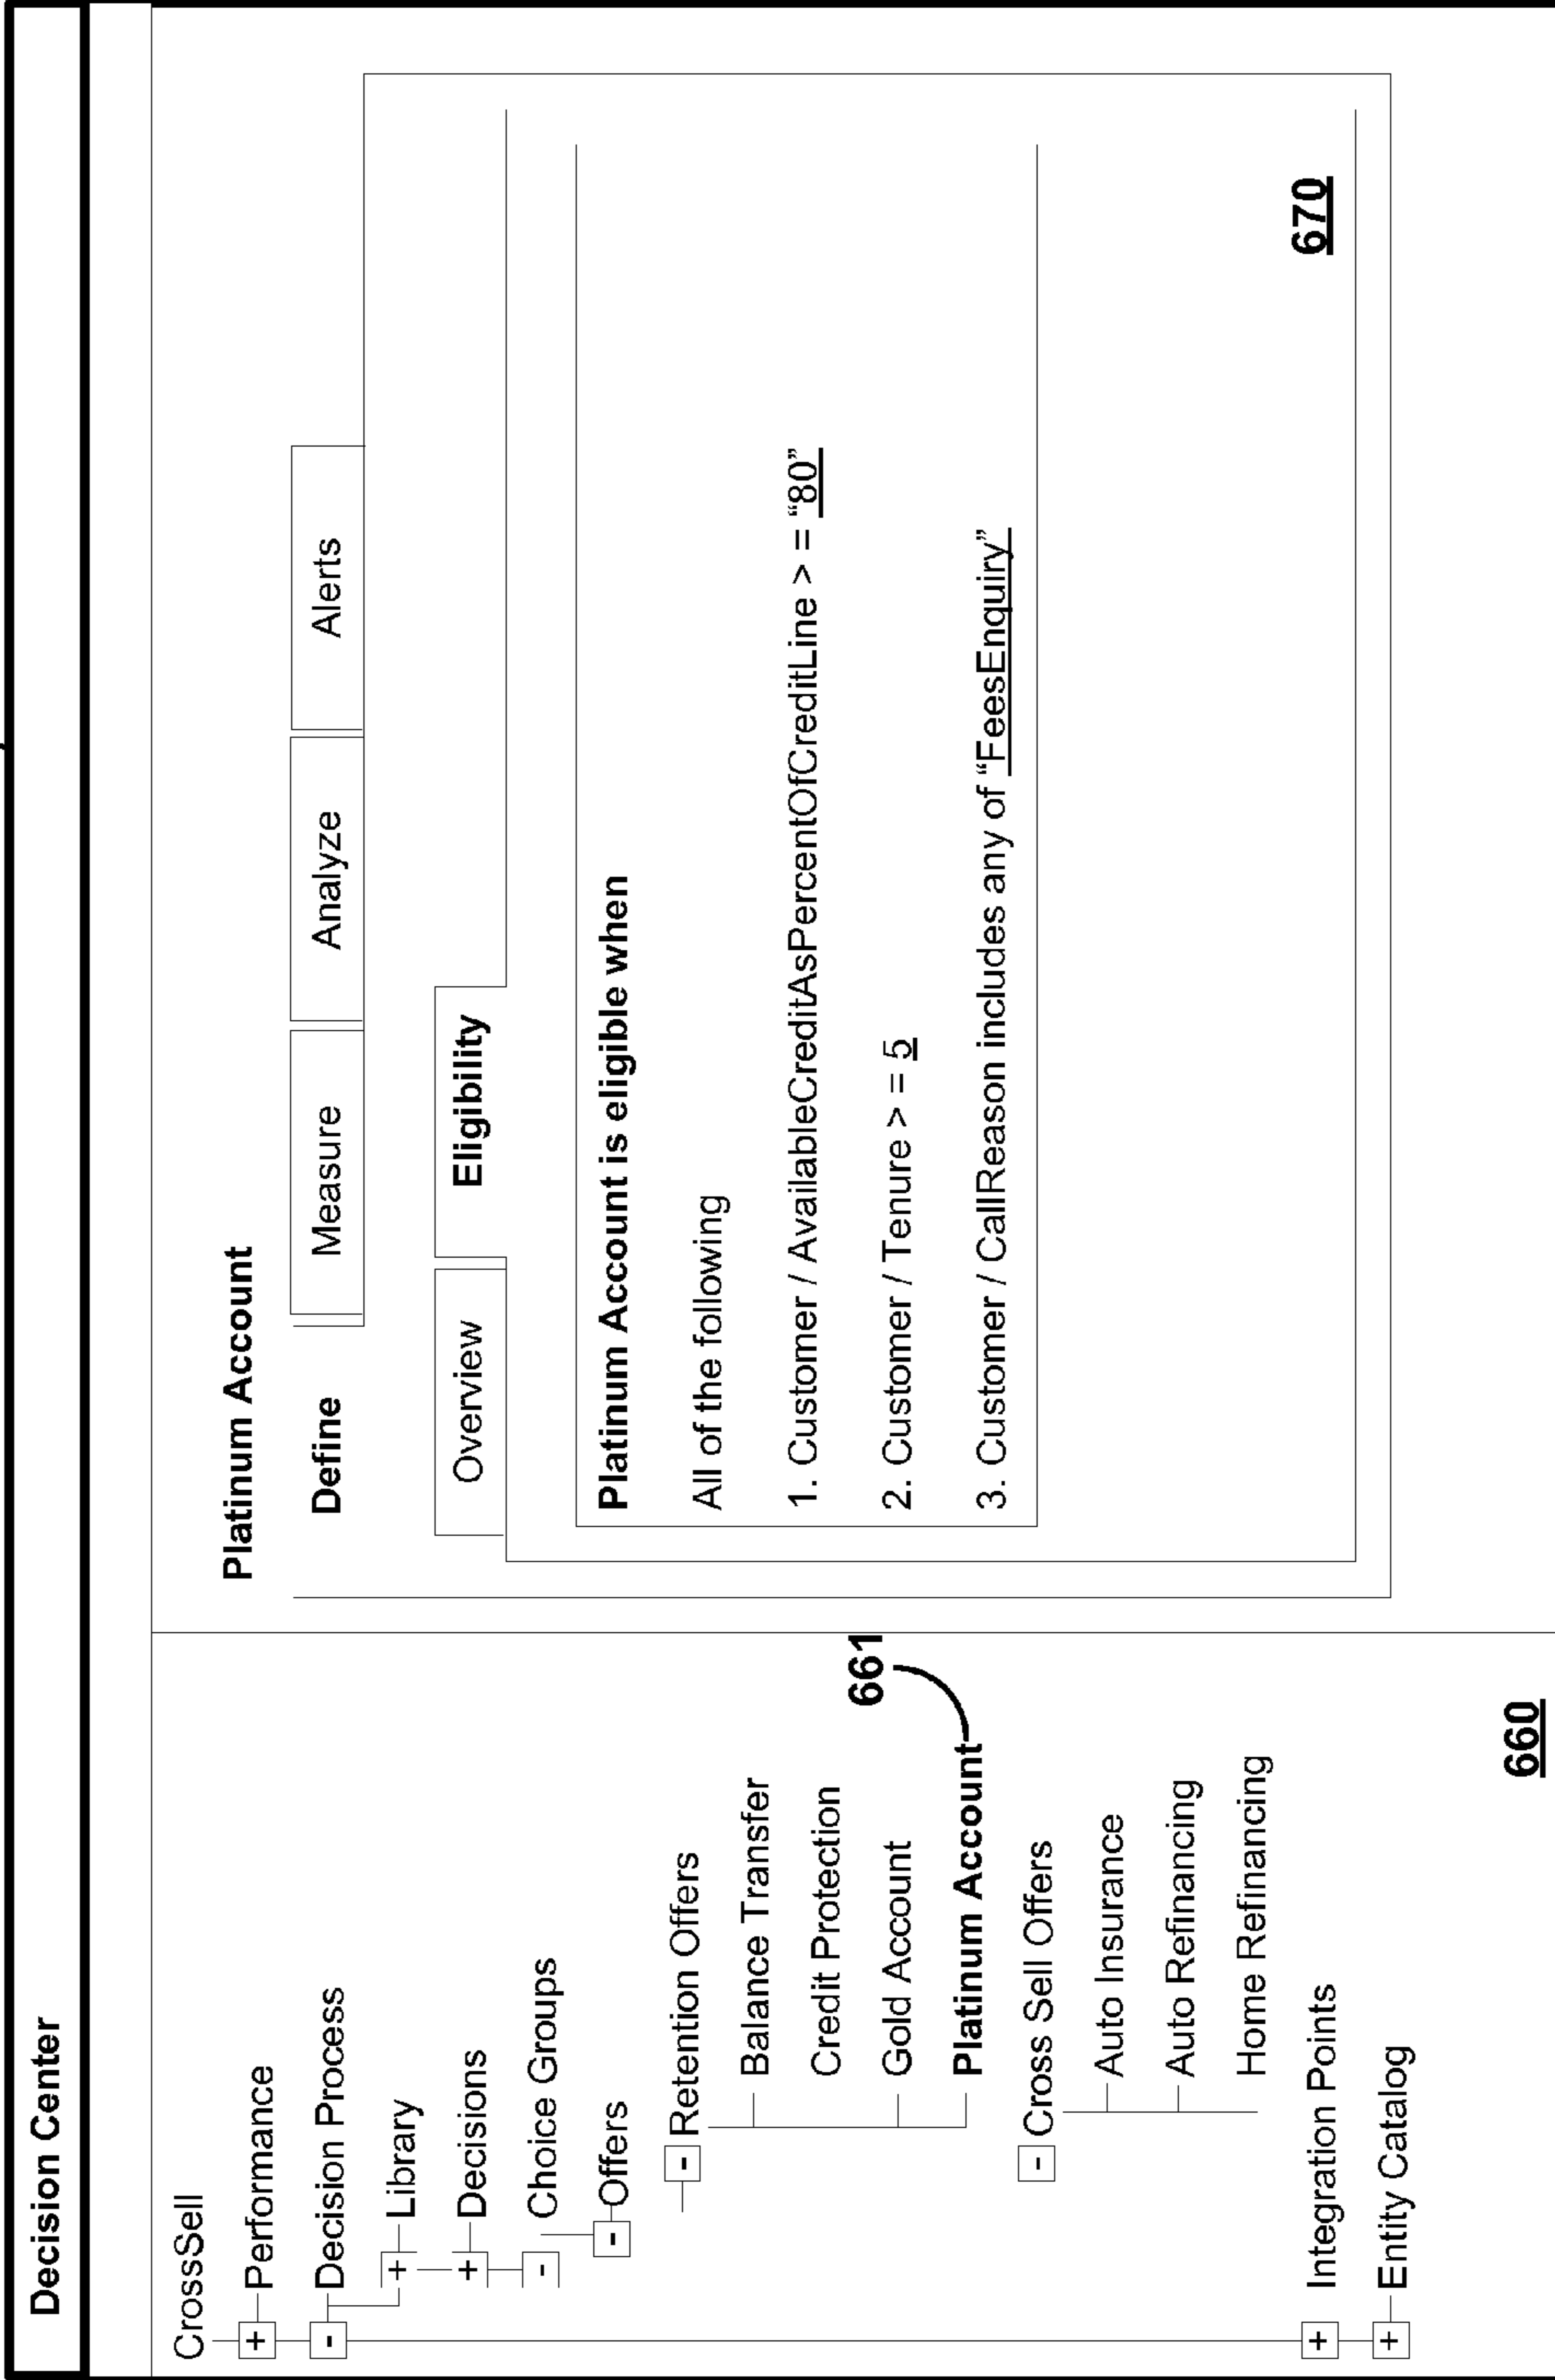 Decision Center
CrossSell
+ Performance
- Decision Process
+ Library
+ Decisions
- Choice Groups
- Offers
- Retention Offers
Balance Transfer
Credit Protection
Gold Account
Platinum Account
661
- Cross Sell Offers
Auto Insurance
Auto Refinancing
Home Refinancing
+ Integration Points
+ Entity Catalog
660
Platinum Account
Define Measure Analyze Alerts
Overview Eligibility
Platinum Account is eligible when
All of the following
1. Customer / AvailableCreditAsPercentOfCreditLine > = “80”
2. Customer / Tenure > = 5
3. Customer / CallReason includes any of “FeesEnquiry”
670